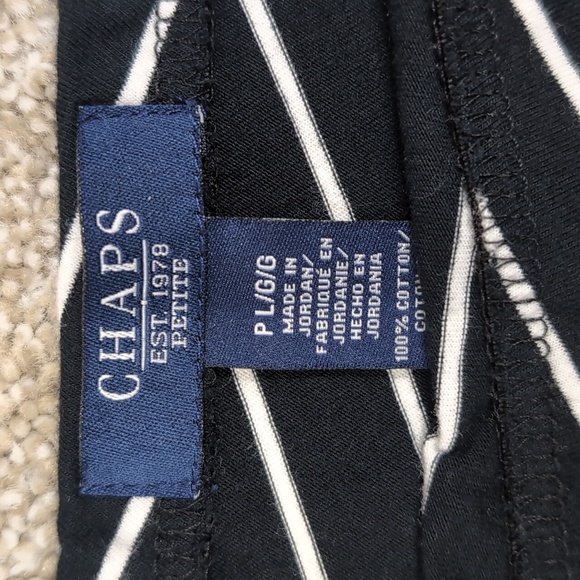 CHAPS
EST. 1978
PETITE
P L/G/G
MADE IN
JORDAN/
FABRIQUÉ EN
JORDANIE/
HECHO EN
JORDANIA
100% COTTON/